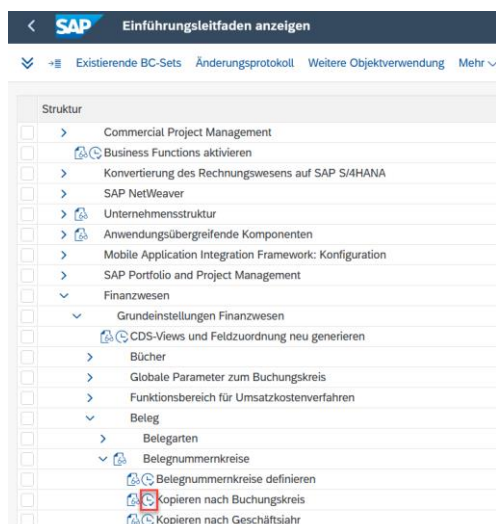 SAP Einführungsleitfaden anzeigen
Existierende BC-Sets Änderungsprotokoll Weitere Objektverwendung Mehr
Struktur
Commercial Project Management
Business Functions aktivieren
Konvertierung des Rechnungswesens auf SAP S/4HANA
SAP NetWeaver
Unternehmensstruktur
Anwendungsübergreifende Komponenten
Mobile Application Integration Framework: Konfiguration
SAP Portfolio and Project Management
Finanzwesen
Grundeinstellungen Finanzwesen
CDS-Views und Feldzuordnung neu generieren
Bücher
Globale Parameter zum Buchungskreis
Funktionsbereich für Umsatzkostenverfahren
Beleg
Belegarten
Belegnummernkreise
Belegnummernkreise definieren
Kopieren nach Buchungskreis
Kopieren nach Geschäftsjahr